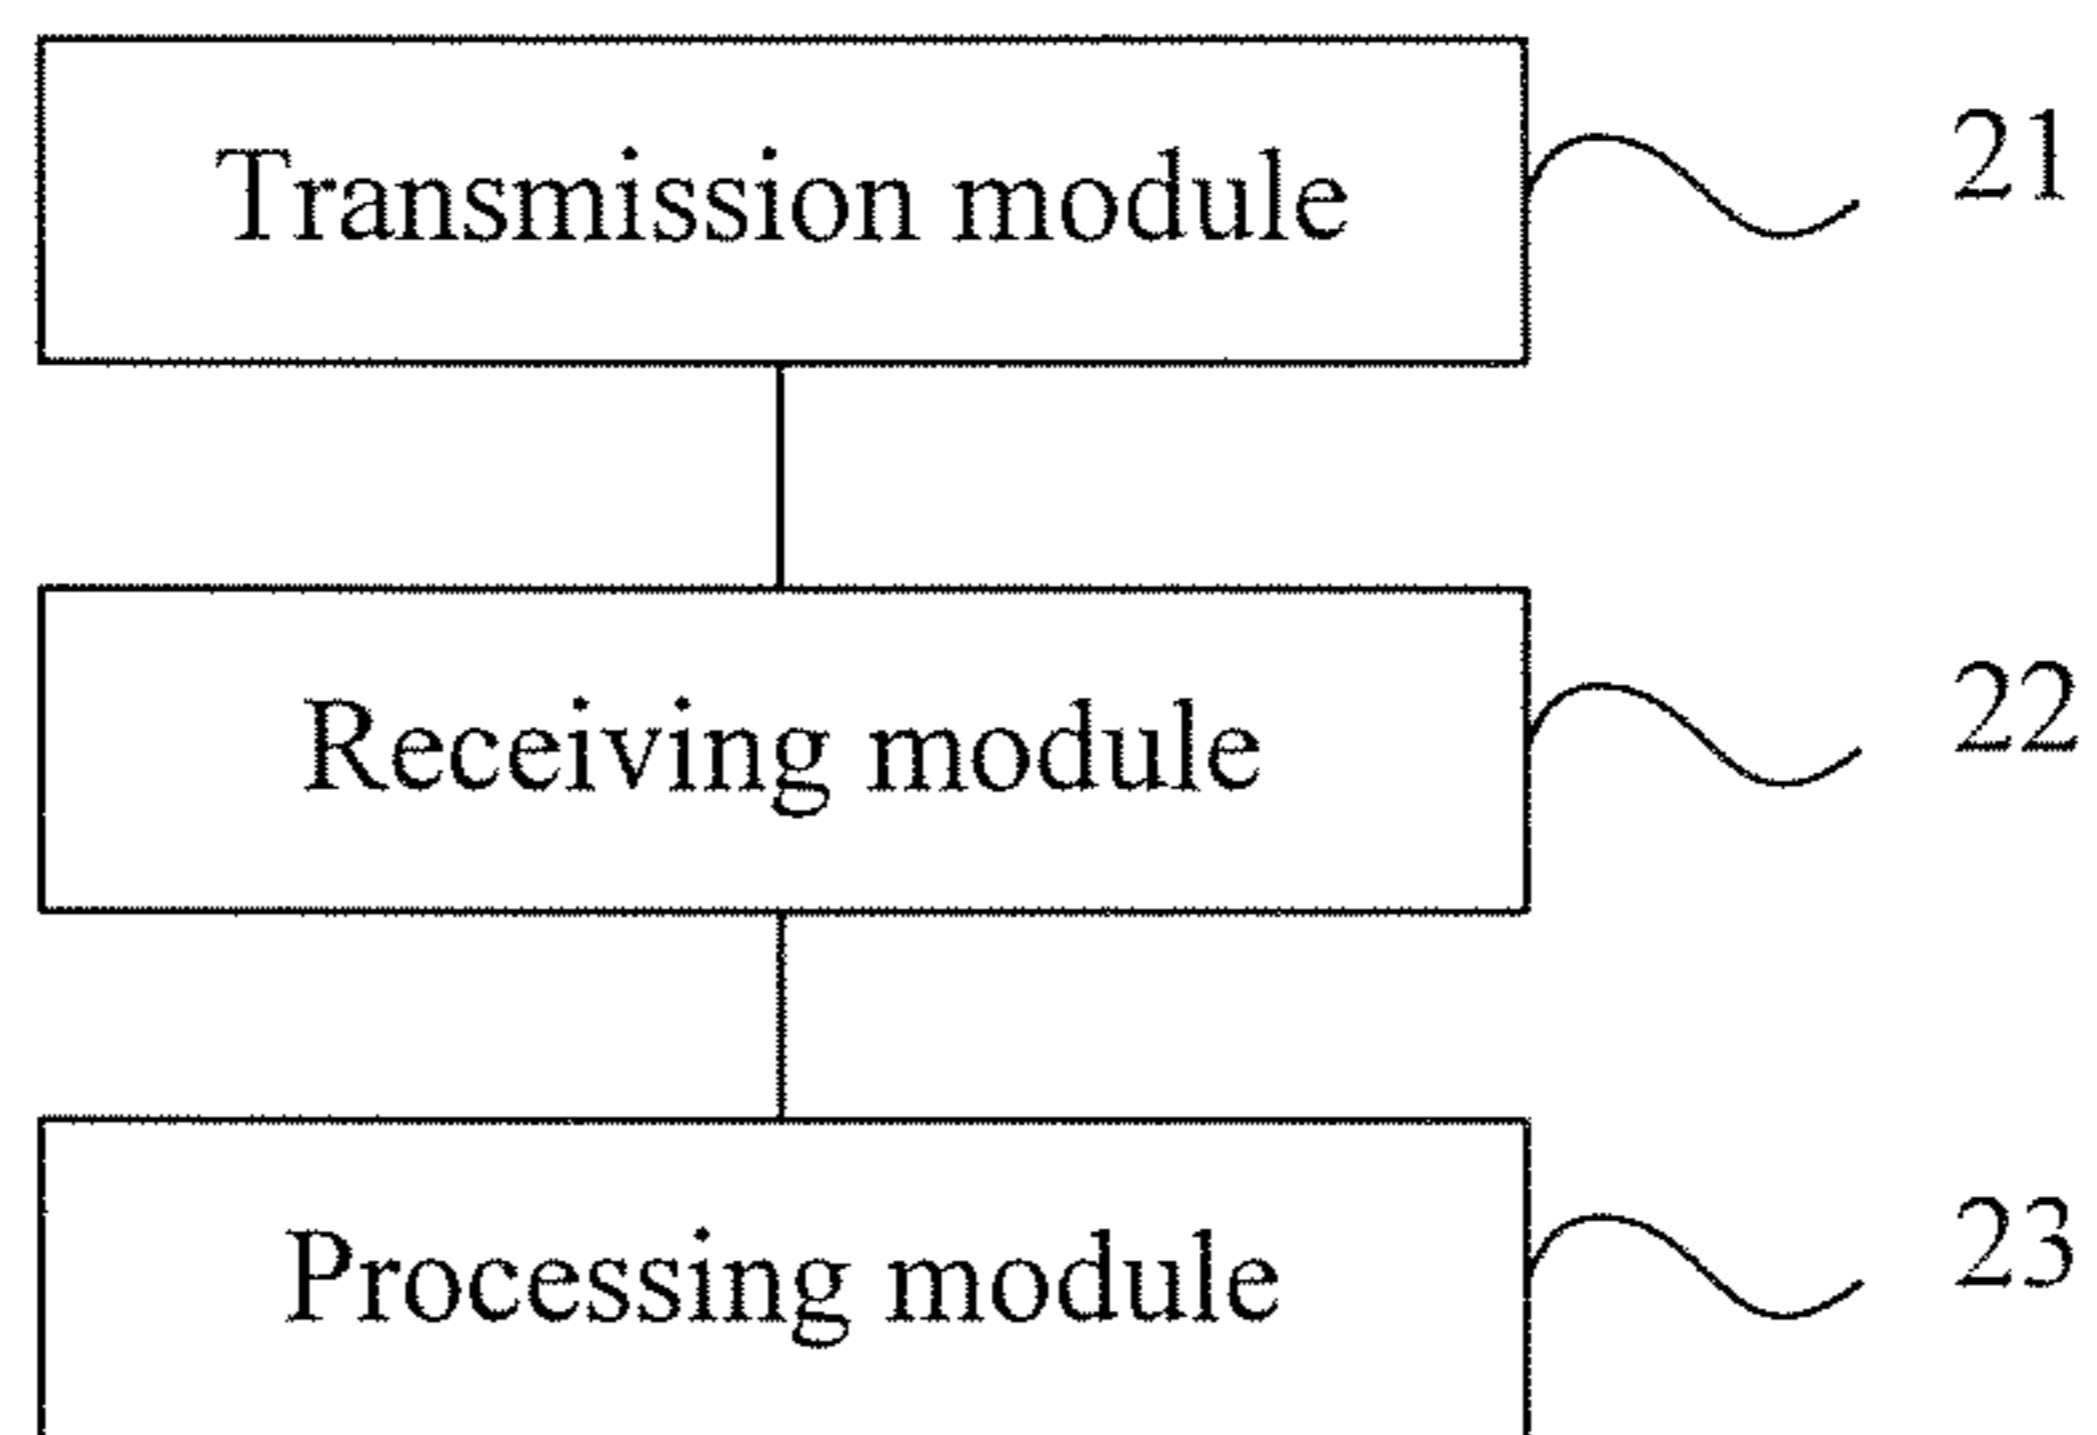 Transmission module 21
Receiving module 22
Processing module 23